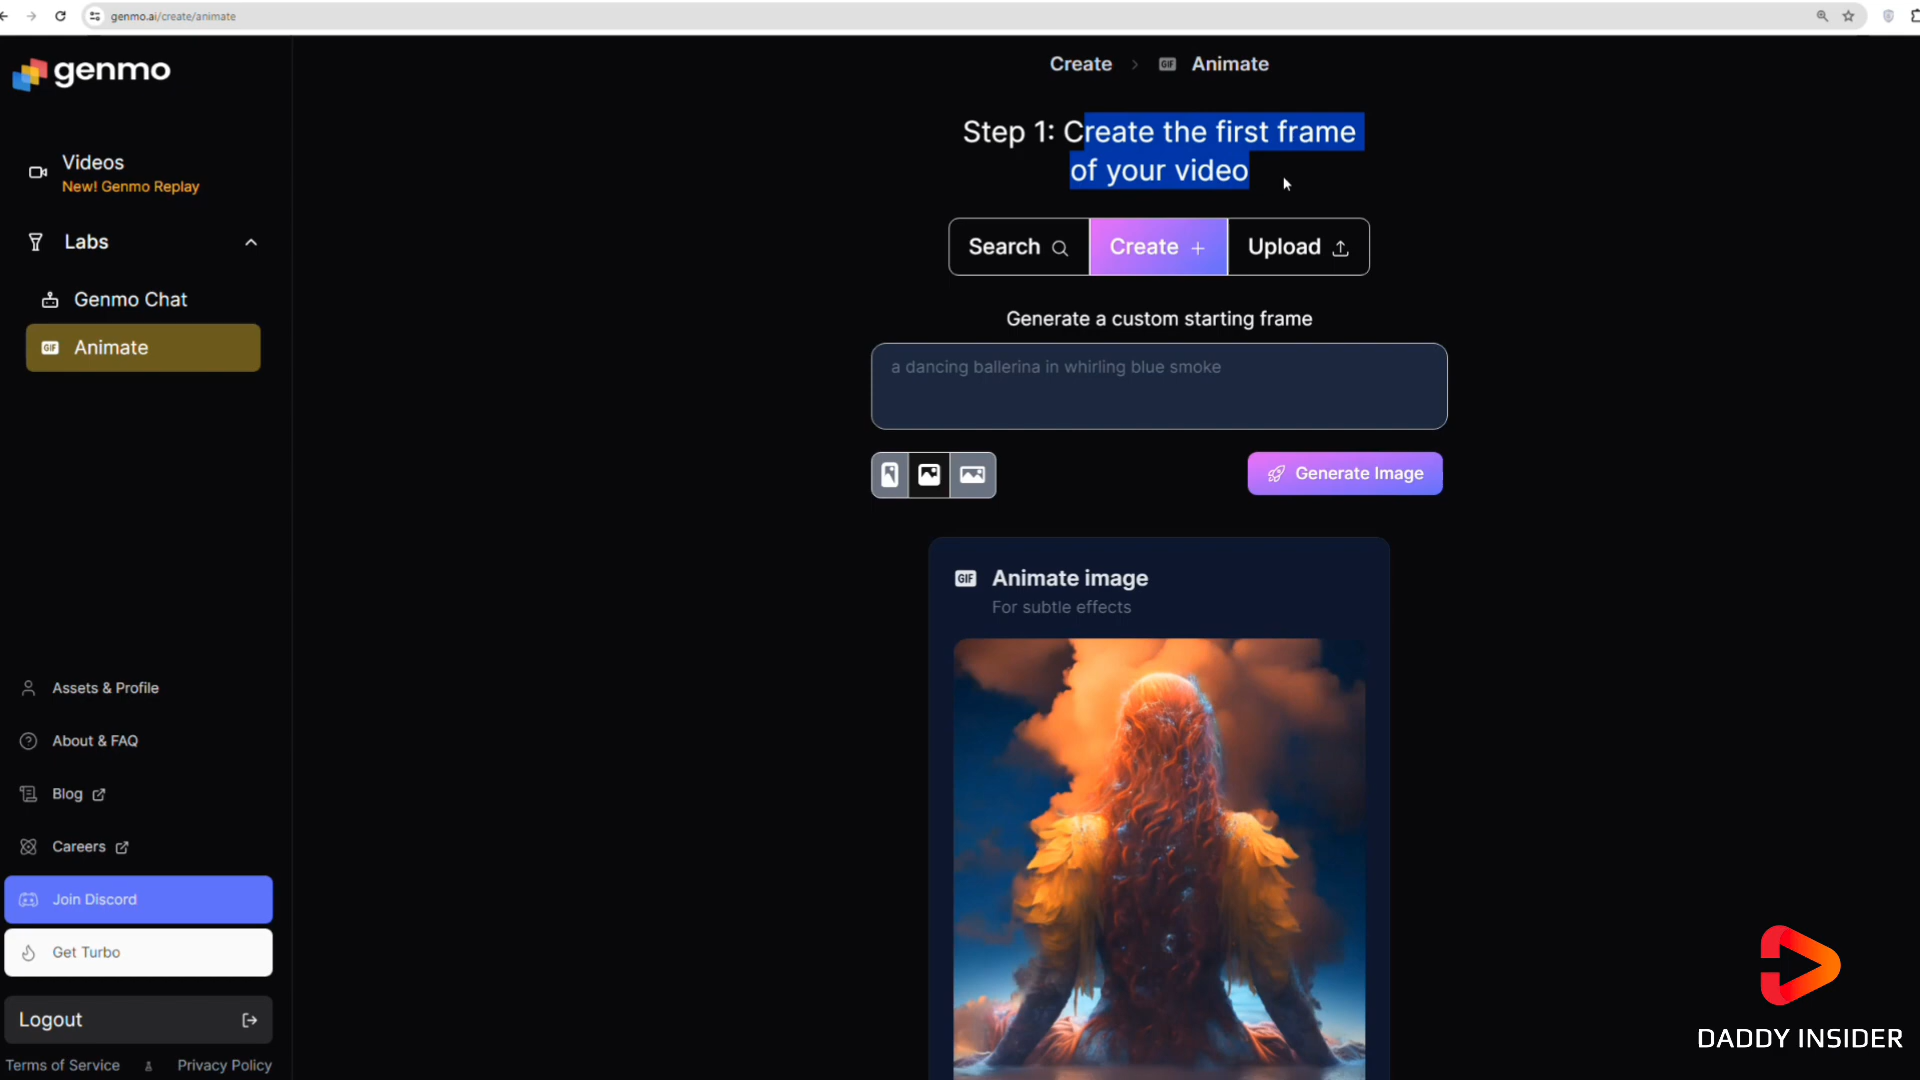 genmo.ai/create/animate
genmo
Videos
New! Genmo Replay
Labs
Genmo Chat
GIF Animate
Assets & Profile
About & FAQ
Blog
Careers
Join Discord
Get Turbo
Logout
Terms of Service
Privacy Policy
Create > GIF Animate
Step 1: Create the first frame
of your video
Search
Create +
Upload
Generate a custom starting frame
a dancing ballerina in whirling blue smoke
Generate Image
GIF Animate image
For subtle effects
DADDY INSIDER